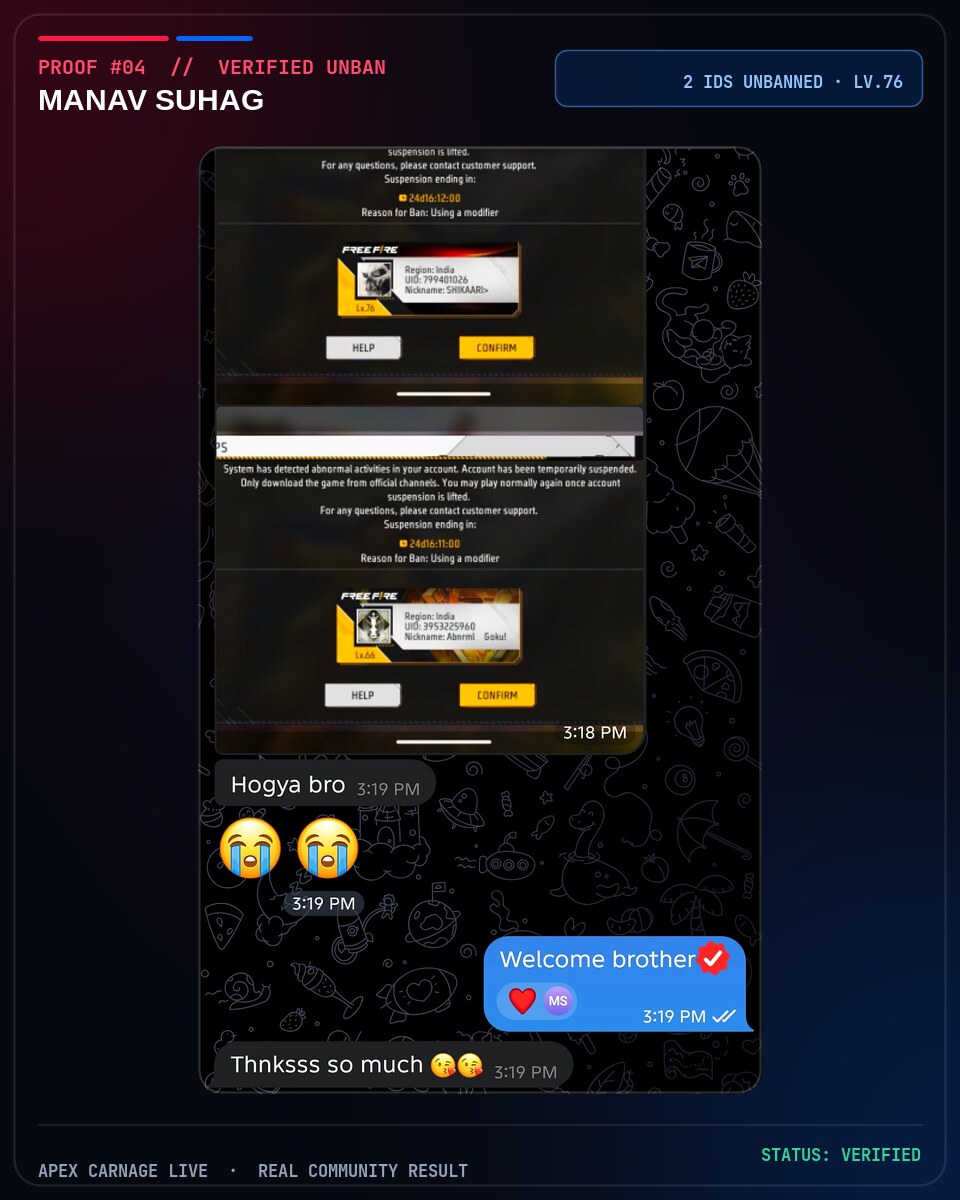 PROOF #04 // VERIFIED UNBAN
MANAV SUHAG
2 IDS UNBANNED · LV.76
suspension is lifted.
For any questions, please contact customer support.
Suspension ending in:
24d16:12:00
Reason for Ban: Using a modifier
FREE FIRE
Region: India
UID: 799401026
Nickname: SHIKAARI>
Lv.76
HELP
CONFIRM
PS
System has detected abnormal activities in your account. Account has been temporarily suspended.
Only download the game from official channels. You may play normally again once account
suspension is lifted.
For any questions, please contact customer support.
Suspension ending in:
24d16:11:00
Reason for Ban: Using a modifier
FREE FIRE
Region: India
UID: 3953225960
Nickname: Abnrml Goku!
Lv.66
HELP
CONFIRM
3:18 PM
Hogya bro 3:19 PM
😭 😭
3:19 PM
Welcome brother
❤️ MS
3:19 PM
Thnksss so much 😘😘 3:19 PM
STATUS: VERIFIED
APEX CARNAGE LIVE · REAL COMMUNITY RESULT